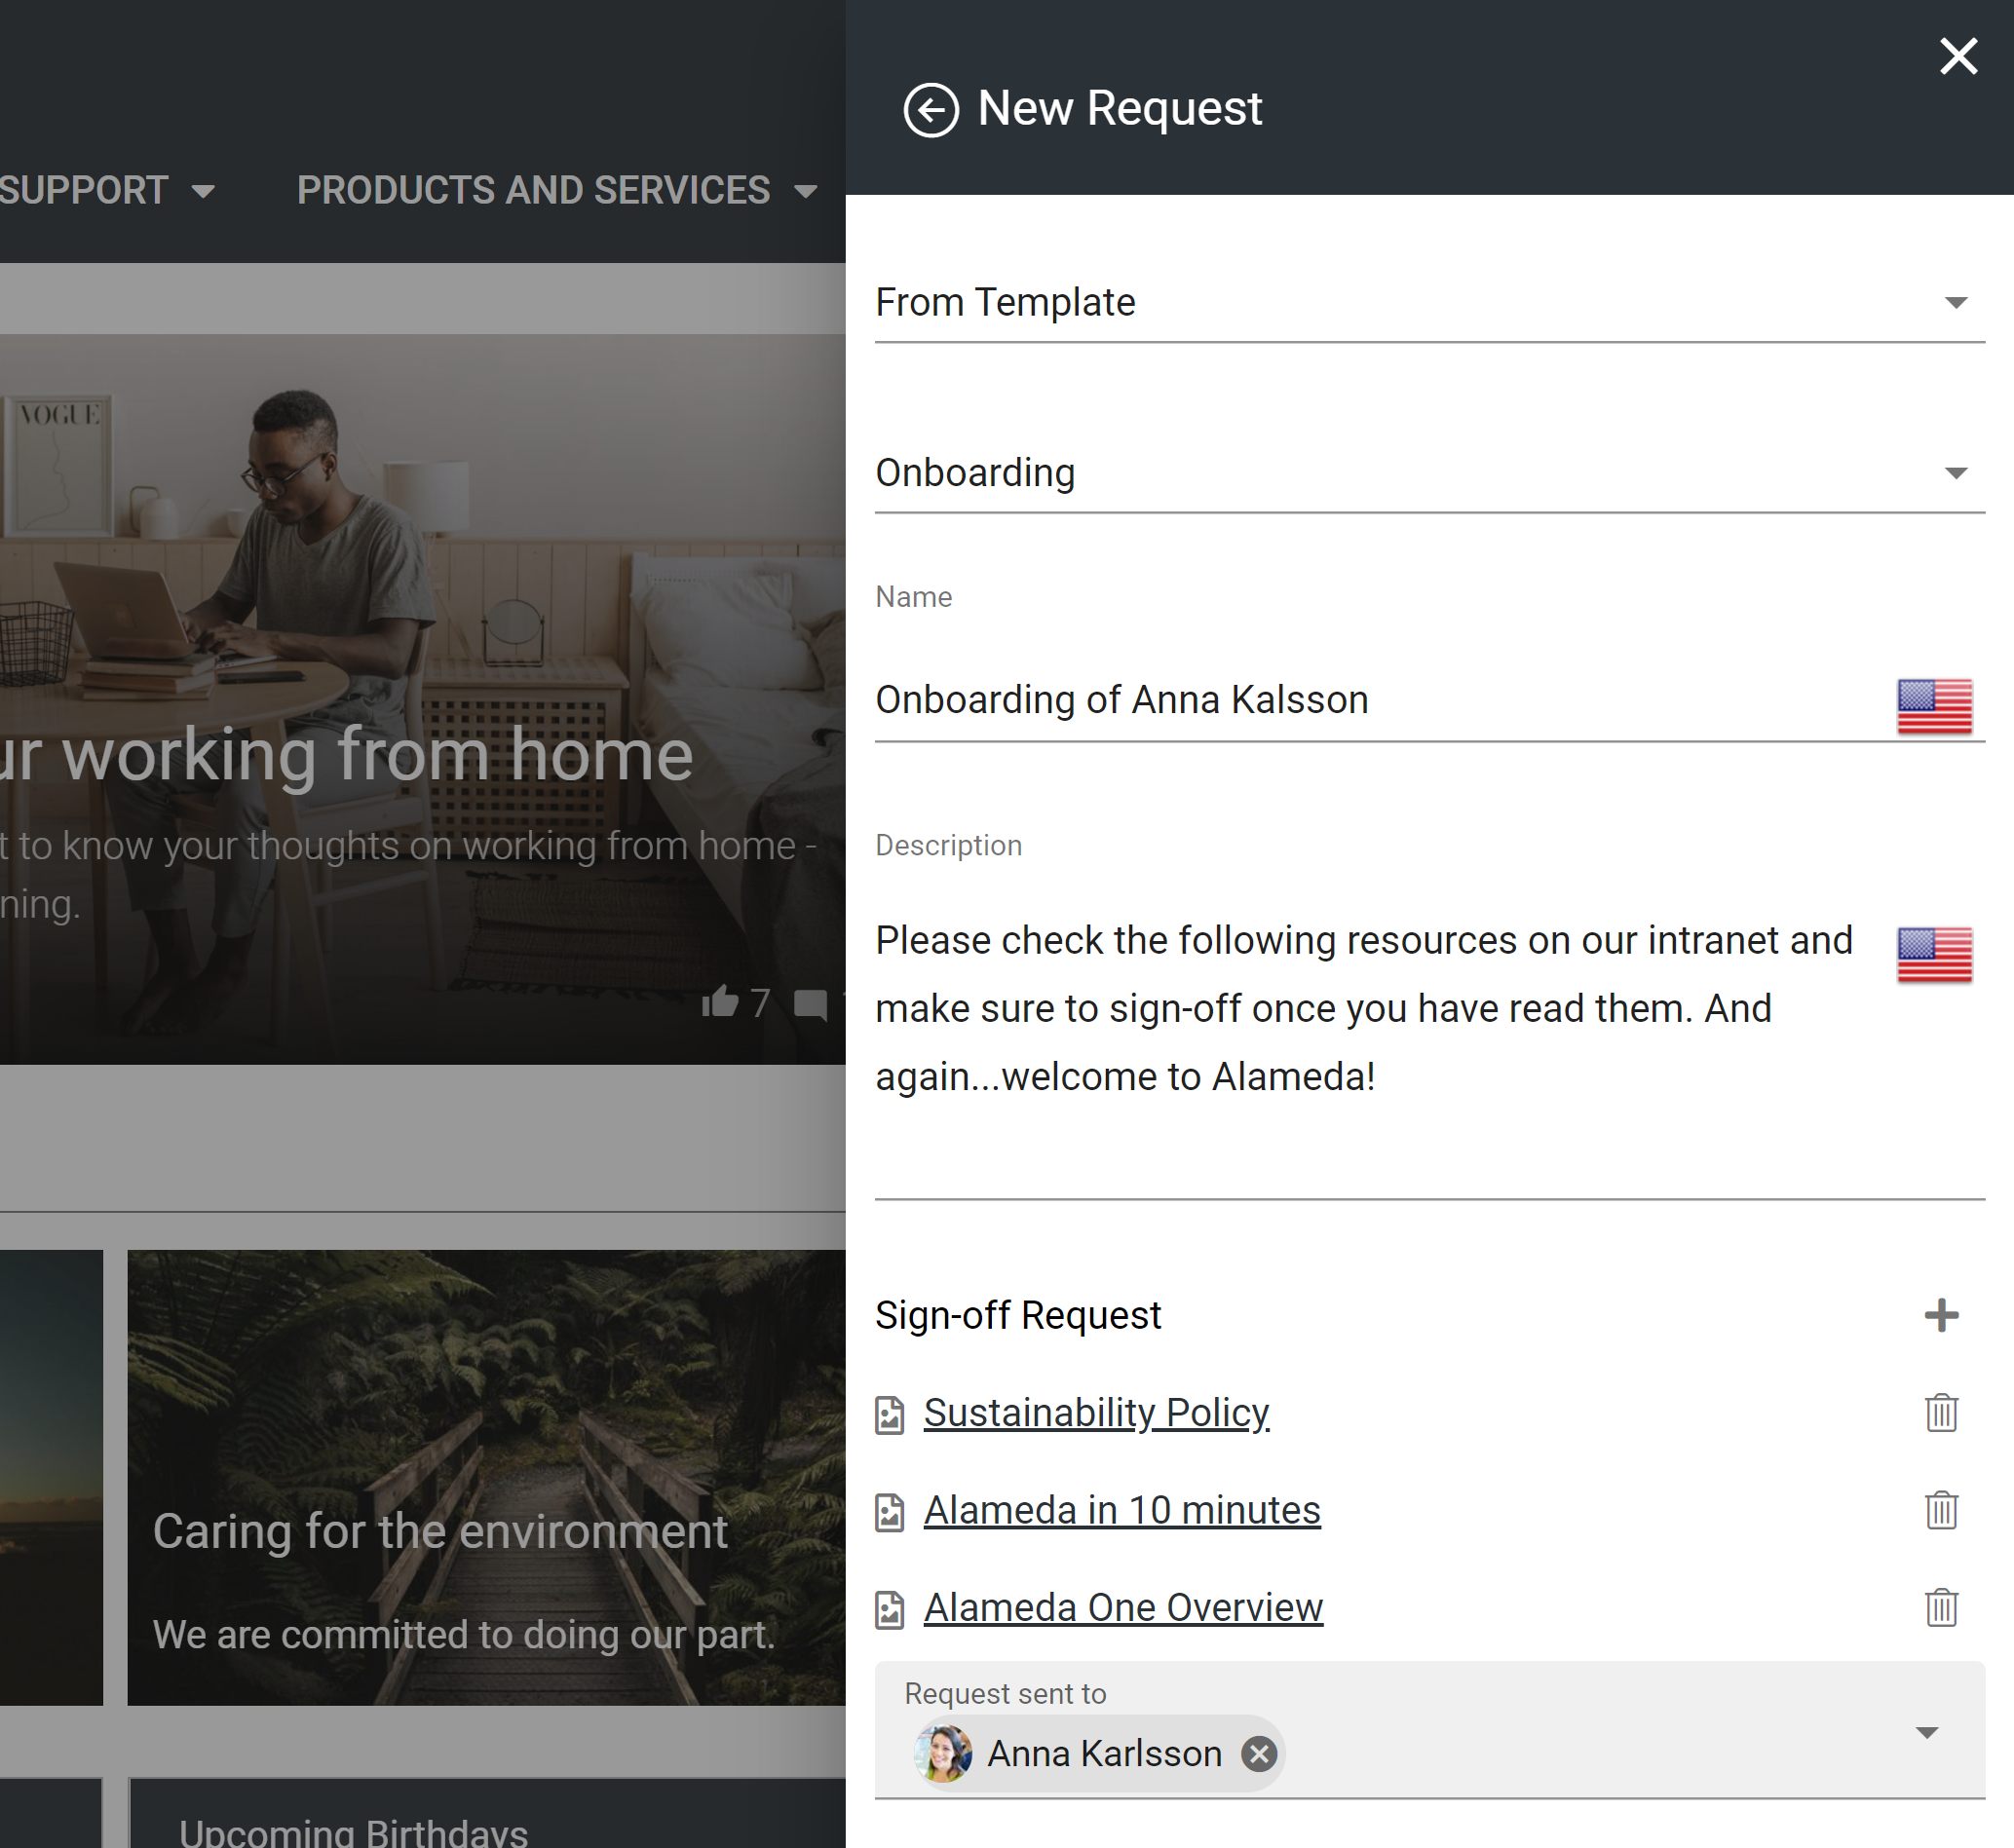 SUPPORT
PRODUCTS AND SERVICES
VOGUE
ur working from home
t to know your thoughts on working from home -
ning.
7
Caring for the environment
We are committed to doing our part.
Upcoming Birthdays
New Request
From Template
Onboarding
Name
Onboarding of Anna Kalsson
Description
Please check the following resources on our intranet and
make sure to sign-off once you have read them. And
again...welcome to Alameda!
Sign-off Request
Sustainability Policy
Alameda in 10 minutes
Alameda One Overview
Request sent to
Anna Karlsson